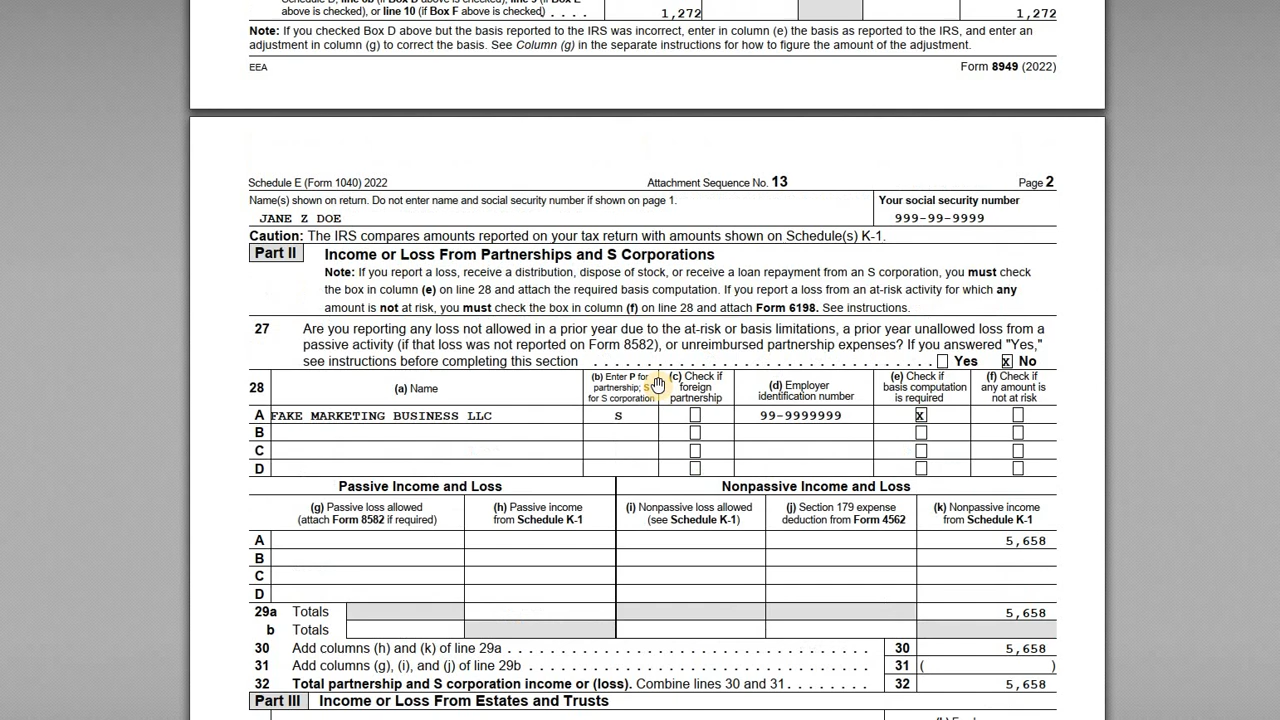 above is checked), or line 10 (if Box F is checked) . . . . 1,272 1,272
Note: If you checked Box D above but the basis reported to the IRS was incorrect, enter in column (e) the basis as reported to the IRS, and enter an
adjustment in column (g) to correct the basis. See Column (g) in the separate instructions for how to figure the amount of the adjustment.
EEA Form 8949 (2022)
Schedule E (Form 1040) 2022 Attachment Sequence No. 13 Page 2
Name(s) shown on return. Do not enter name and social security number if shown on page 1. Your social security number
JANE Z DOE 999-99-9999
Caution: The IRS compares amounts reported on your tax return with amounts shown on Schedule(s) K-1.
Part II Income or Loss From Partnerships and S Corporations
Note: If you report a loss, receive a distribution, dispose of stock, or receive a loan repayment from an S corporation, you must check
the box in column (e) on line 28 and attach the required basis computation. If you report a loss from an at-risk activity for which any
amount is not at risk, you must check the box in column (f) on line 28 and attach Form 6198. See instructions.
27 Are you reporting any loss not allowed in a prior year due to the at-risk or basis limitations, a prior year unallowed loss from a
passive activity (if that loss was not reported on Form 8582), or unreimbursed partnership expenses? If you answered "Yes,"
see instructions before completing this section . . . . . . . . . . . . . . . . . . . . . . . . . . . . . Yes X No
28 (a) Name
(b) Enter P for
partnership; S
for S corporation
(c) Check if
foreign
partnership
(d) Employer
identification number
(e) Check if
basis computation
is required
(f) Check if
any amount is
not at risk
A FAKE MARKETING BUSINESS LLC S 99-9999999 X
B
C
D
Passive Income and Loss Nonpassive Income and Loss
(g) Passive loss allowed
(attach Form 8582 if required)
(h) Passive income
from Schedule K-1
(i) Nonpassive loss allowed
(see Schedule K-1)
(j) Section 179 expense
deduction from Form 4562
(k) Nonpassive income
from Schedule K-1
A 5,658
B
C
D
29a Totals 5,658
b Totals
30 Add columns (h) and (k) of line 29a . . . . . . . . . . . . . . . . . . . . . . . . . . . . . 30 5,658
31 Add columns (g), (i), and (j) of line 29b . . . . . . . . . . . . . . . . . . . . . . . . . . . 31 ( )
32 Total partnership and S corporation income or (loss). Combine lines 30 and 31 . . . . . . . . 32 5,658
Part III Income or Loss From Estates and Trusts